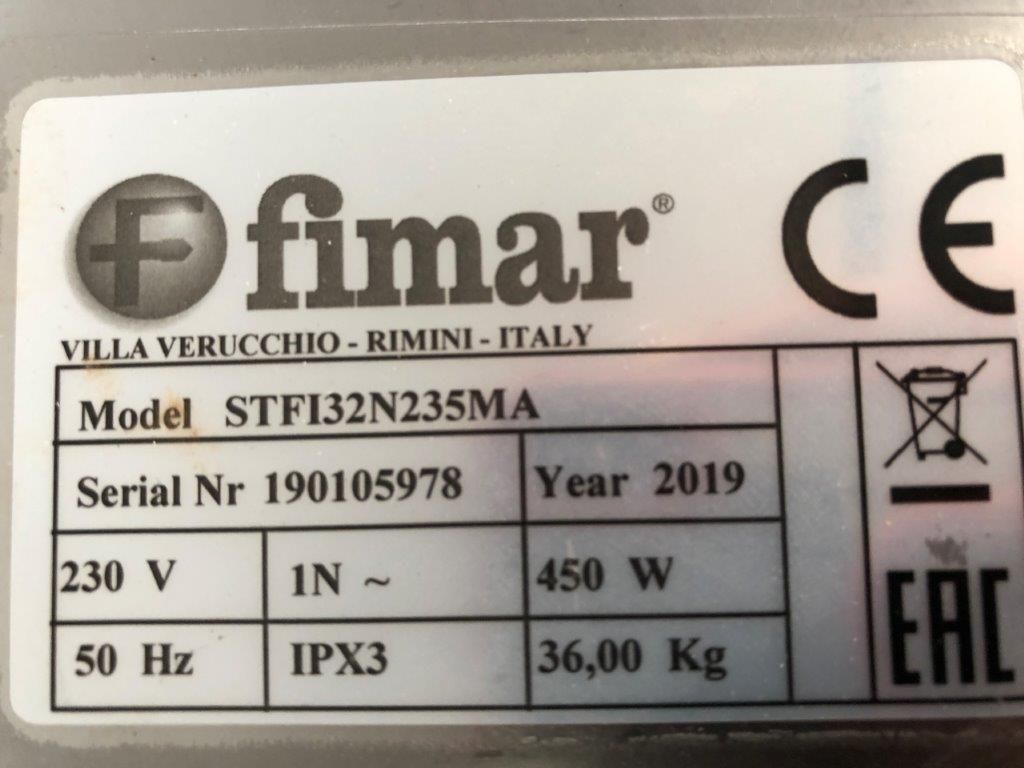 F fimar® CE
VILLA VERUCCHIO - RIMINI - ITALY
Model STFI32N235MA
Serial Nr 190105978 Year 2019
230 V 1N ~ 450 W
50 Hz IPX3 36,00 Kg
EAC